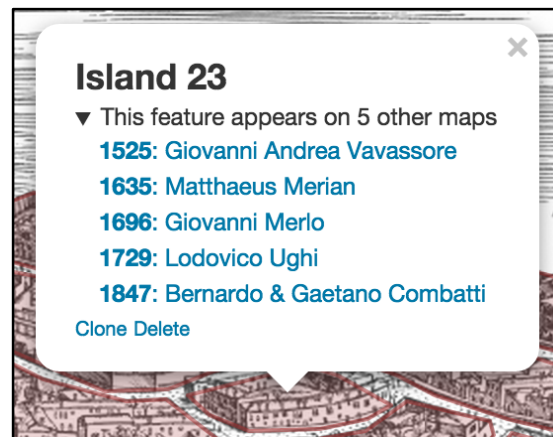 Island 23
This feature appears on 5 other maps
1525: Giovanni Andrea Vavassore
1635: Matthaeus Merian
1696: Giovanni Merlo
1729: Lodovico Ughi
1847: Bernardo & Gaetano Combatti
Clone Delete